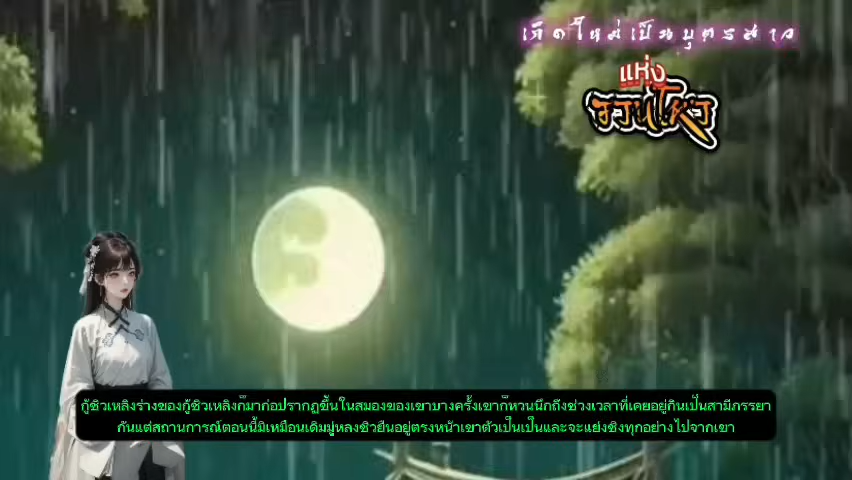 เกิดใหม่เป็นบุตรสาว
แห่ง
จวนโหว
กู้ซิวเหลิงร่างของกู้ซิวเหลิงก็มาก่อปรากฏขึ้นในสมองของเขาบางครั้งเขาก็หวนนึกถึงช่วงเวลาที่เคยอยู่กินเป็นสามีภรรยา
กันแต่สถานการณ์ตอนนี้มิเหมือนเดิมมู่หลงชิวยืนอยู่ตรงหน้าเขาตัวเป็นเป็นและจะแย่งชิงทุกอย่างไปจากเขา